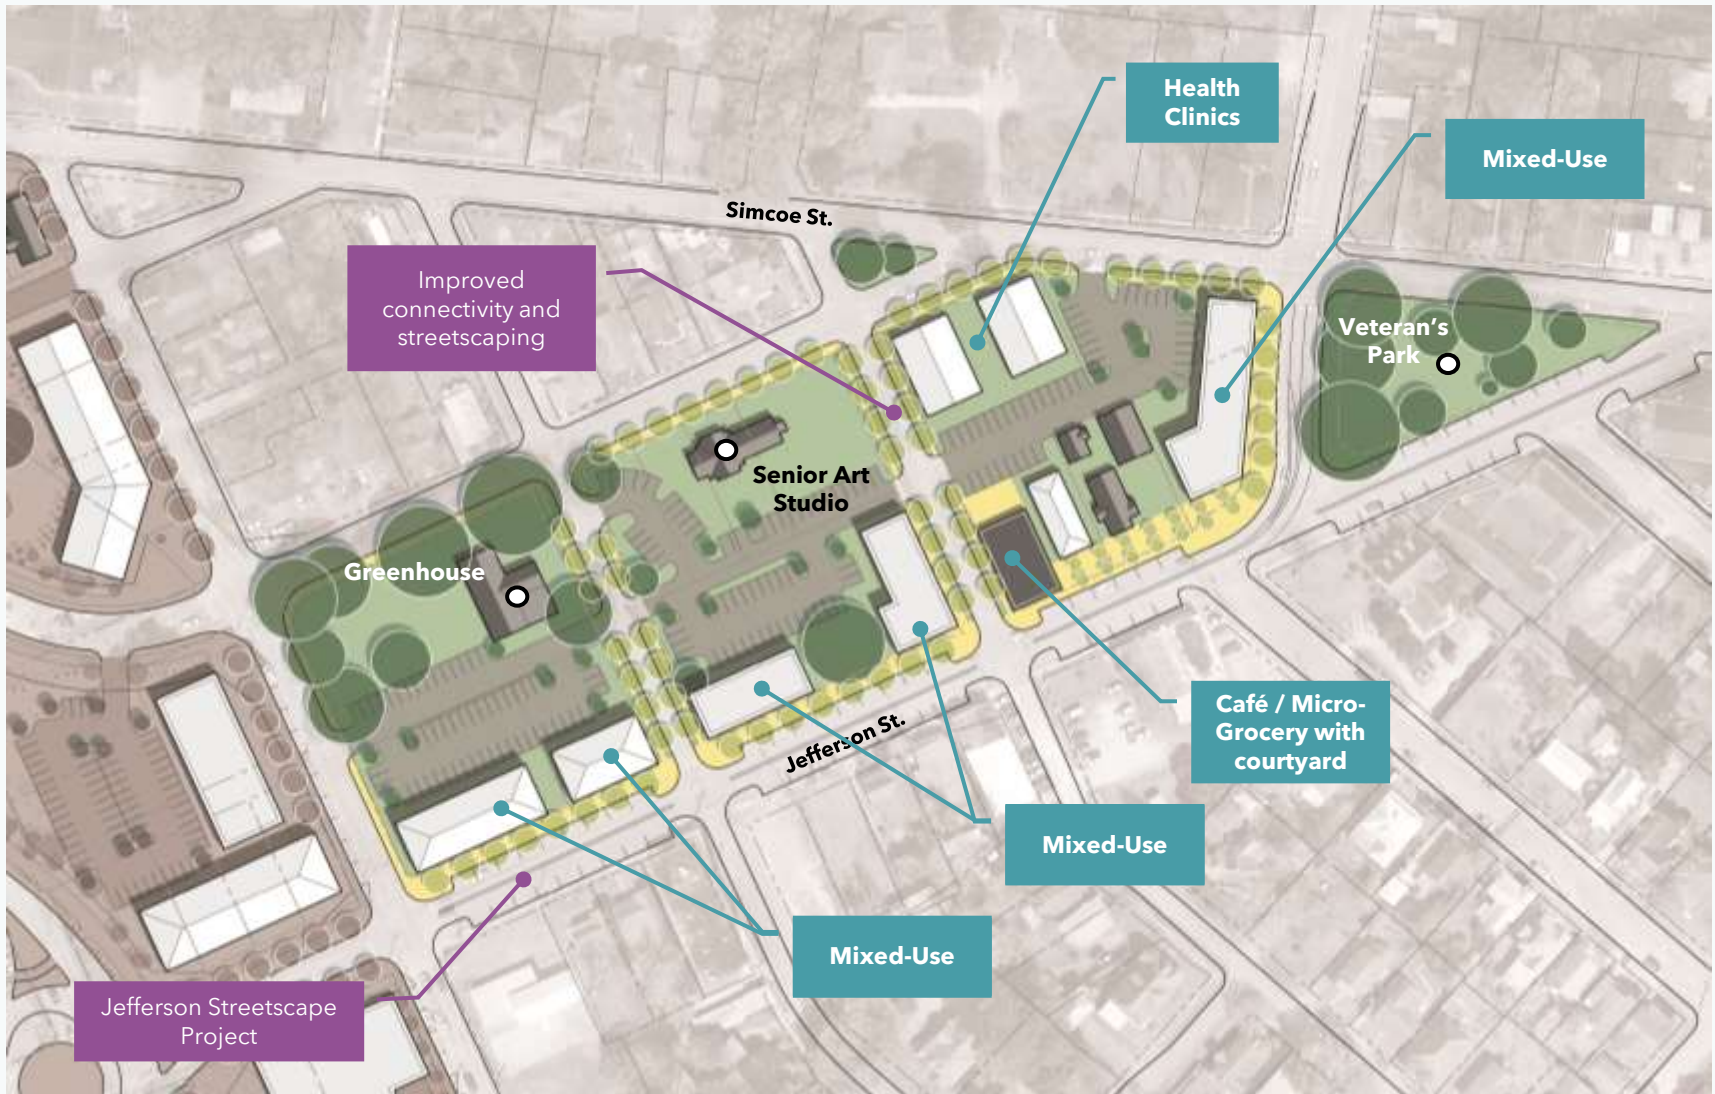 Health
Clinics
Mixed-Use
Simcoe St.
Improved
connectivity and
streetscaping
Veteran's
Park
Senior Art
Studio
Greenhouse
Café / Micro-
Grocery with
courtyard
Jefferson St.
Mixed-Use
Mixed-Use
Jefferson Streetscape
Project